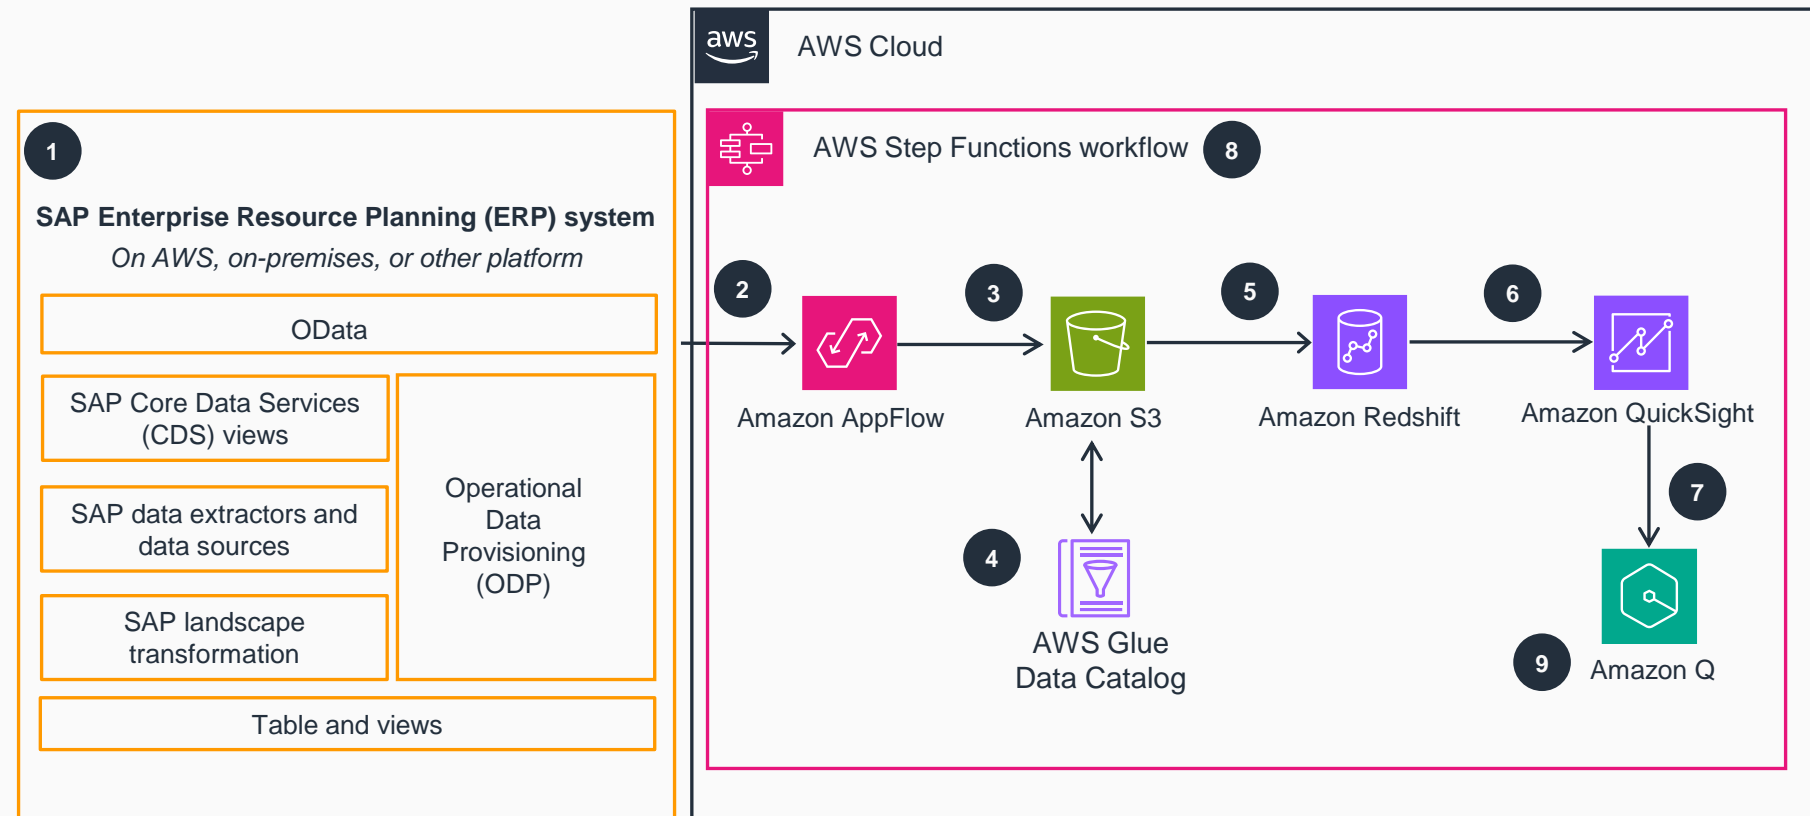 aws
AWS Cloud
1
AWS Step Functions workflow
8
SAP Enterprise Resource Planning (ERP) system
On AWS, on-premises, or other platform
OData
SAP Core Data Services
(CDS) views
SAP data extractors and
data sources
SAP landscape
transformation
Operational
Data
Provisioning
(ODP)
Table and views
2
3
5
6
Amazon AppFlow
Amazon S3
Amazon Redshift
Amazon QuickSight
4
7
AWS Glue
Data Catalog
9
Amazon Q